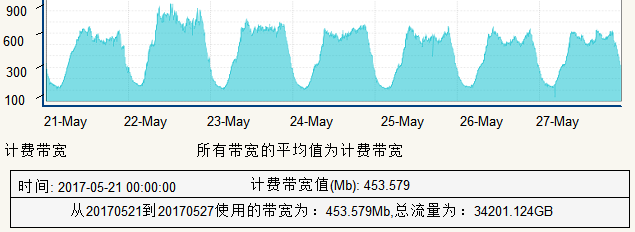 900
600
300
100
21-May 22-May 23-May 24-May 25-May 26-May 27-May
计费带宽 所有带宽的平均值为计费带宽
时间: 2017-05-21 00:00:00 计费带宽值(Mb): 453.579
从20170521到20170527使用的带宽为：453.579Mb,总流量为：34201.124GB